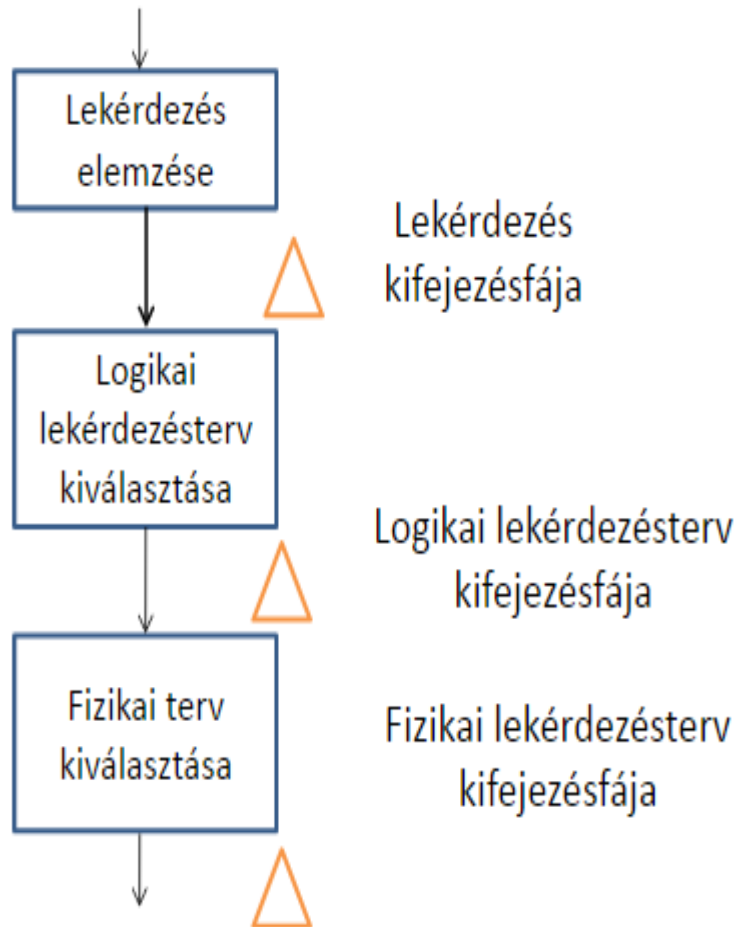 Lekérdezés
elemzése
Lekérdezés
kifejezésfája
Logikai
lekérdezésterv
kiválasztása
Logikai lekérdezésterv
kifejezésfája
Fizikai terv
kiválasztása
Fizikai lekérdezésterv
kifejezésfája